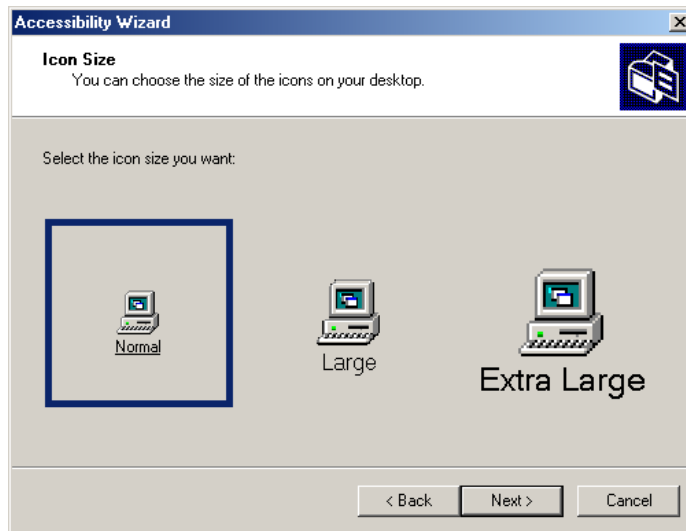 Accessibility Wizard
Icon Size
You can choose the size of the icons on your desktop.
Select the icon size you want:
Normal
Large
Extra Large
< Back
Next >
Cancel